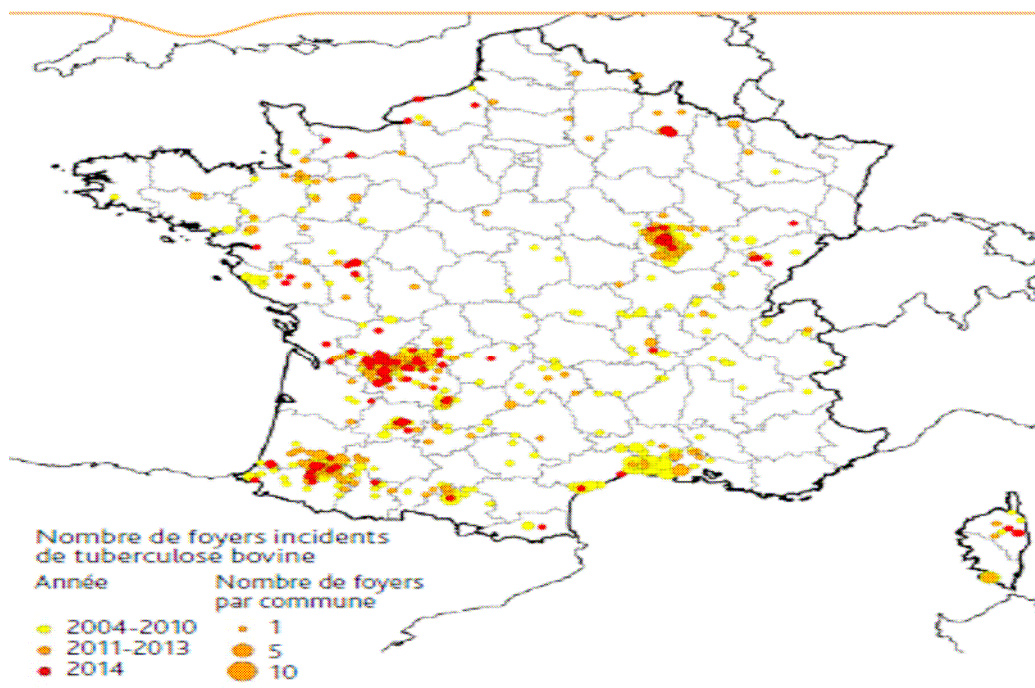 Nombre de foyers incidents
de tuberculose bovine
Année
2004-2010
2011-2013
2014
Nombre de foyers
par commune
1
5
10